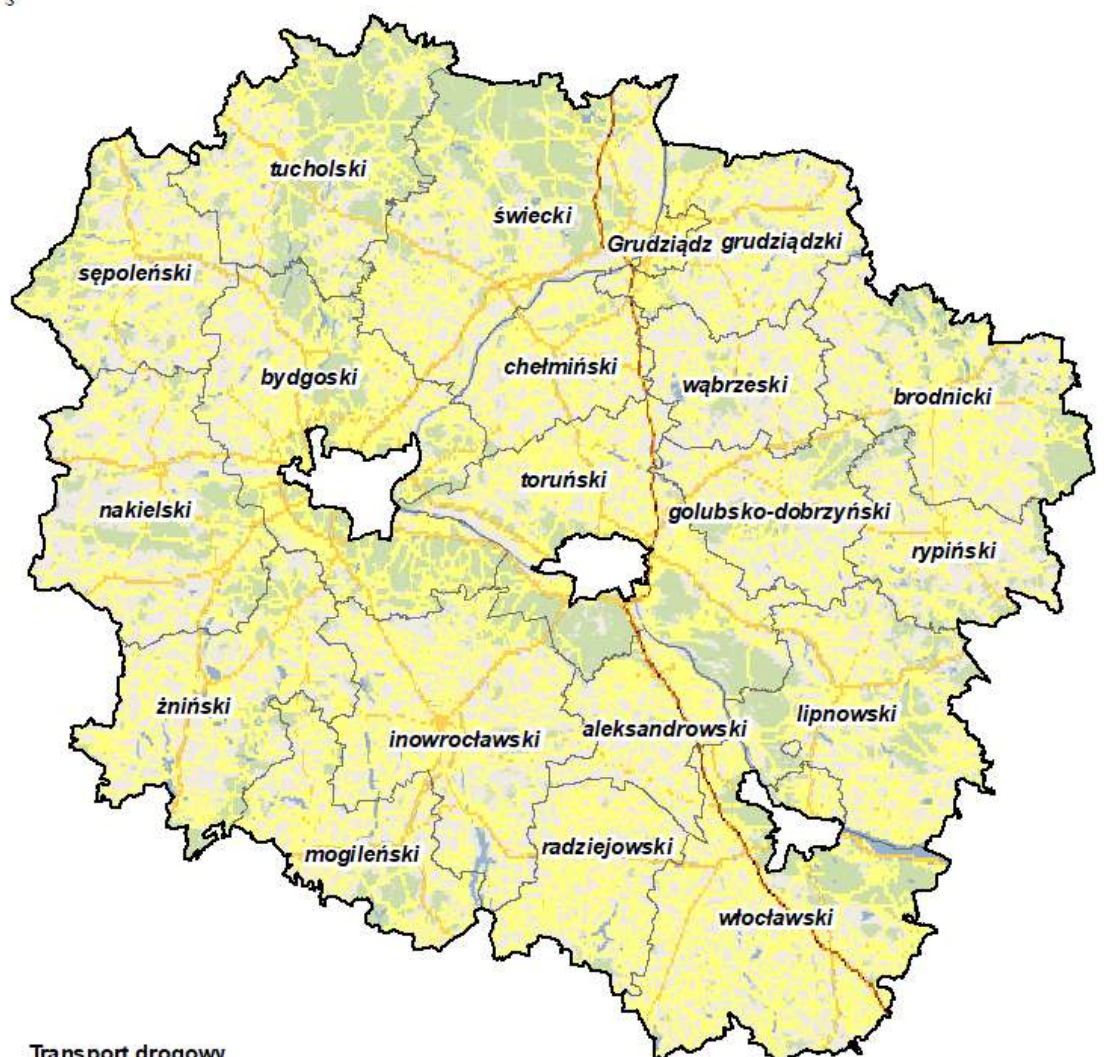 3
tucholski
świecki
Grudziądz grudziądzki
sępoleński
chełmiński
bydgoski
wąbrzeski
brodnicki
toruński
nakielski
golubsko-dobrzyński
rypiński
żniński
lipnowski
aleksandrowski
inowrocławski
radziejowski
mogileński
włocławski
Transport drogowy